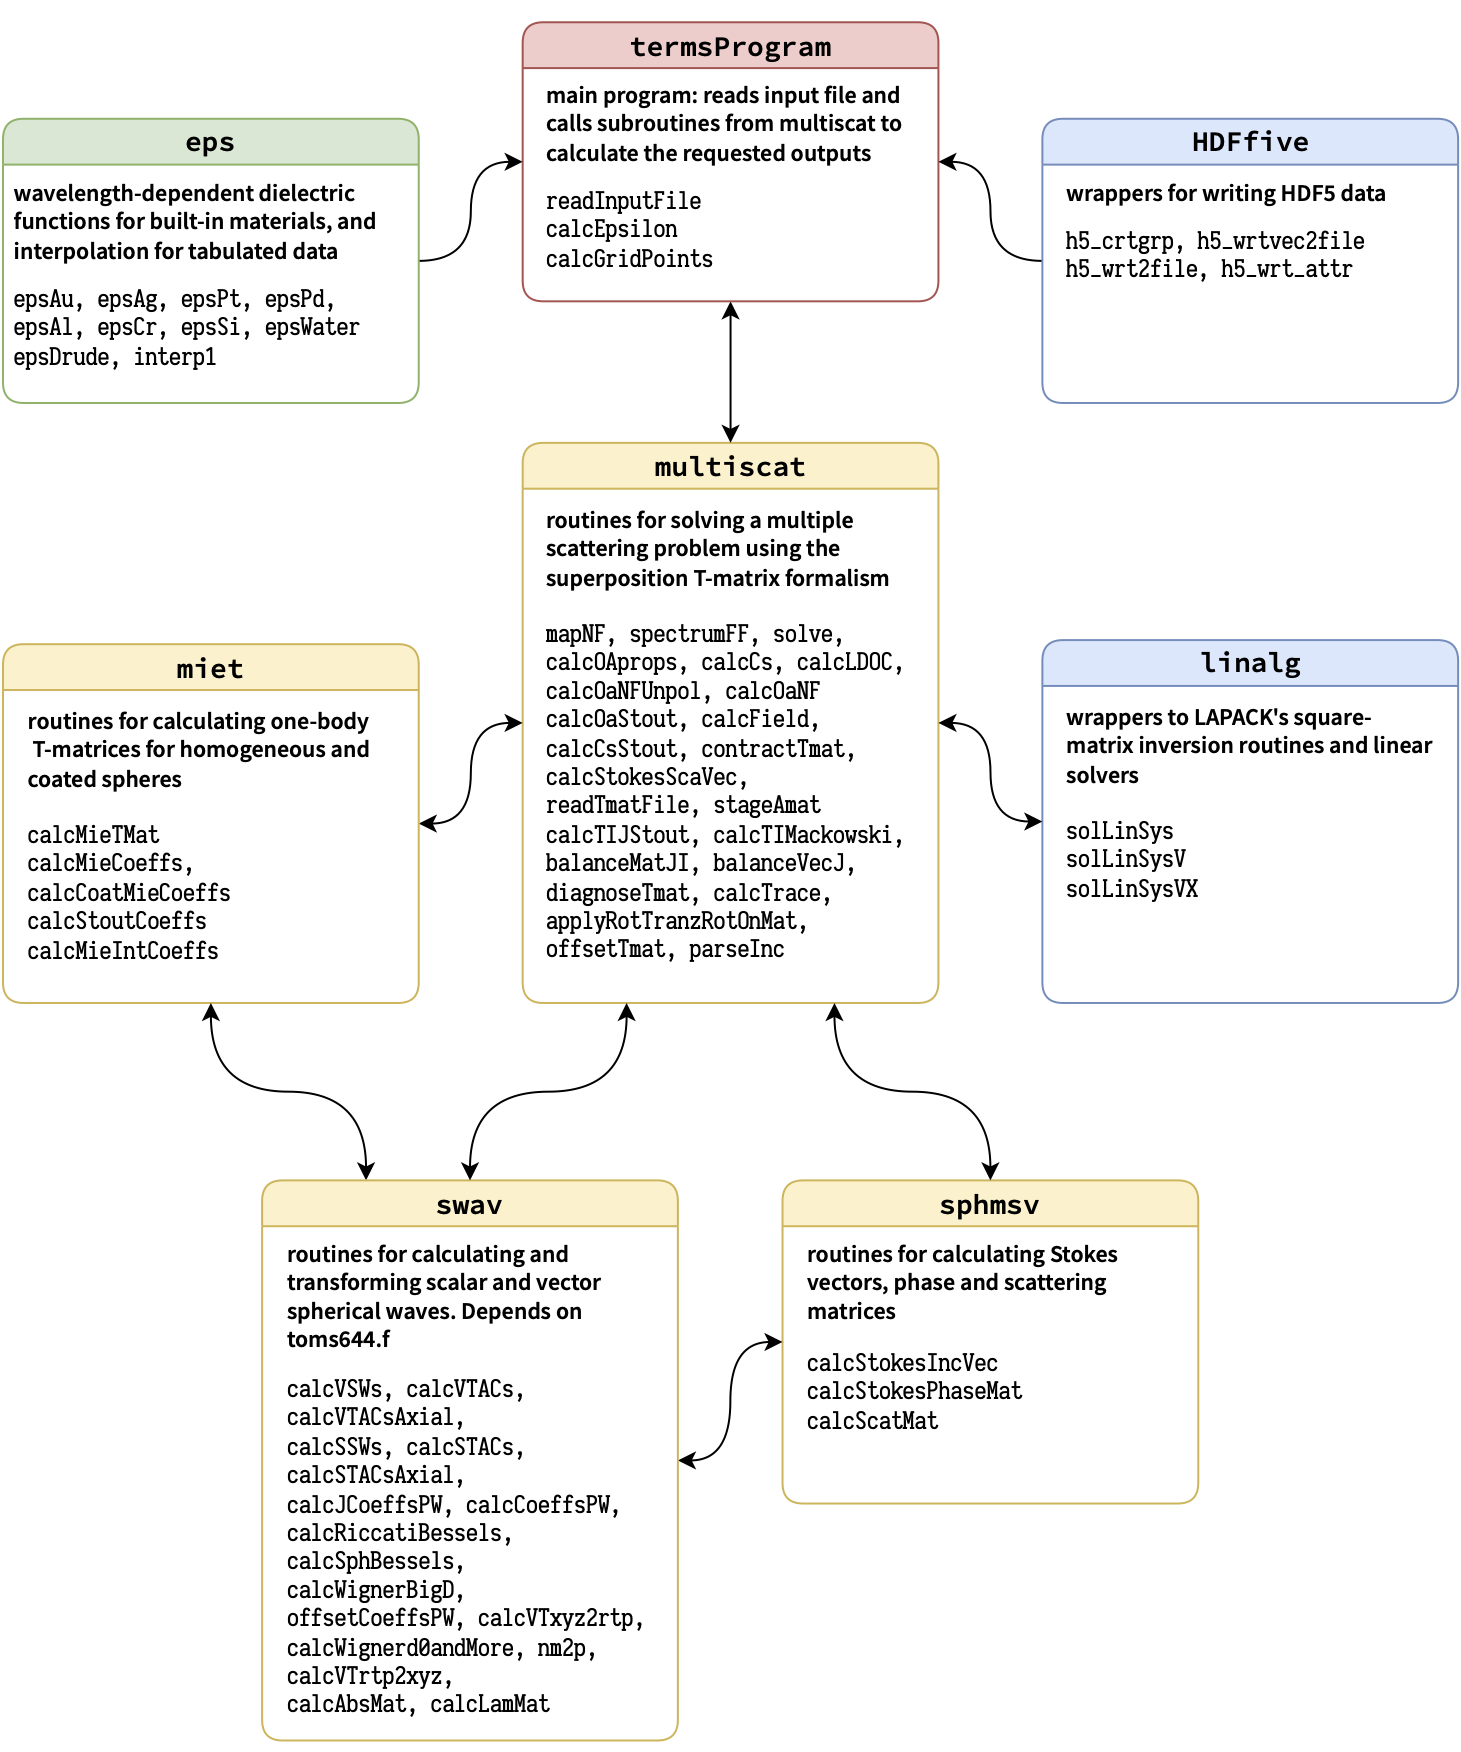 termsProgram
main program: reads input file and
calls subroutines from multiscat to
calculate the requested outputs
readInputFile
calcEpsilon
calcGridPoints
eps
wavelength-dependent dielectric
functions for built-in materials, and
interpolation for tabulated data
epsAu, epsAg, epsPt, epsPd,
epsAl, epsCr, epsSi, epsWater
epsDrude, interp1
HDFfive
wrappers for writing HDF5 data
h5_crtgrp, h5_wrtvec2file
h5_wrt2file, h5_wrt_attr
multiscat
routines for solving a multiple
scattering problem using the
superposition T-matrix formalism
mapNF, spectrumFF, solve,
calcOAprops, calcCs, calcLDOC,
calcOaNFUnpol, calcOaNF
calcOaStout, calcField,
calcCsStout, contractTmat,
calcStokesScaVec,
readTmatFile, stageAmat
calcTIJStout, calcTIMackowski,
balanceMatJI, balanceVecJ,
diagnoseTmat, calcTrace,
applyRotTranzRotOnMat,
offsetTmat, parseInc
miet
routines for calculating one-body
T-matrices for homogeneous and
coated spheres
calcMieTMat
calcMieCoeffs,
calcCoatMieCoeffs
calcStoutCoeffs
calcMieIntCoeffs
linalg
wrappers to LAPACK's square-
matrix inversion routines and linear
solvers
solLinSys
solLinSysV
solLinSysVX
swav
routines for calculating and
transforming scalar and vector
spherical waves. Depends on
toms644.f
calcVSWs, calcVTACs,
calcVTACsAxial,
calcSSWs, calcSTACs,
calcSTACsAxial,
calcJCoeffsPW, calcCoeffsPW,
calcRiccatiBessels,
calcSphBessels,
calcWignerBigD,
offsetCoeffsPW, calcVTxyz2rtp,
calcWignerd0andMore, nm2p,
calcVTrtp2xyz,
calcAbsMat, calcLamMat
sphmsv
routines for calculating Stokes
vectors, phase and scattering
matrices
calcStokesIncVec
calcStokesPhaseMat
calcScatMat